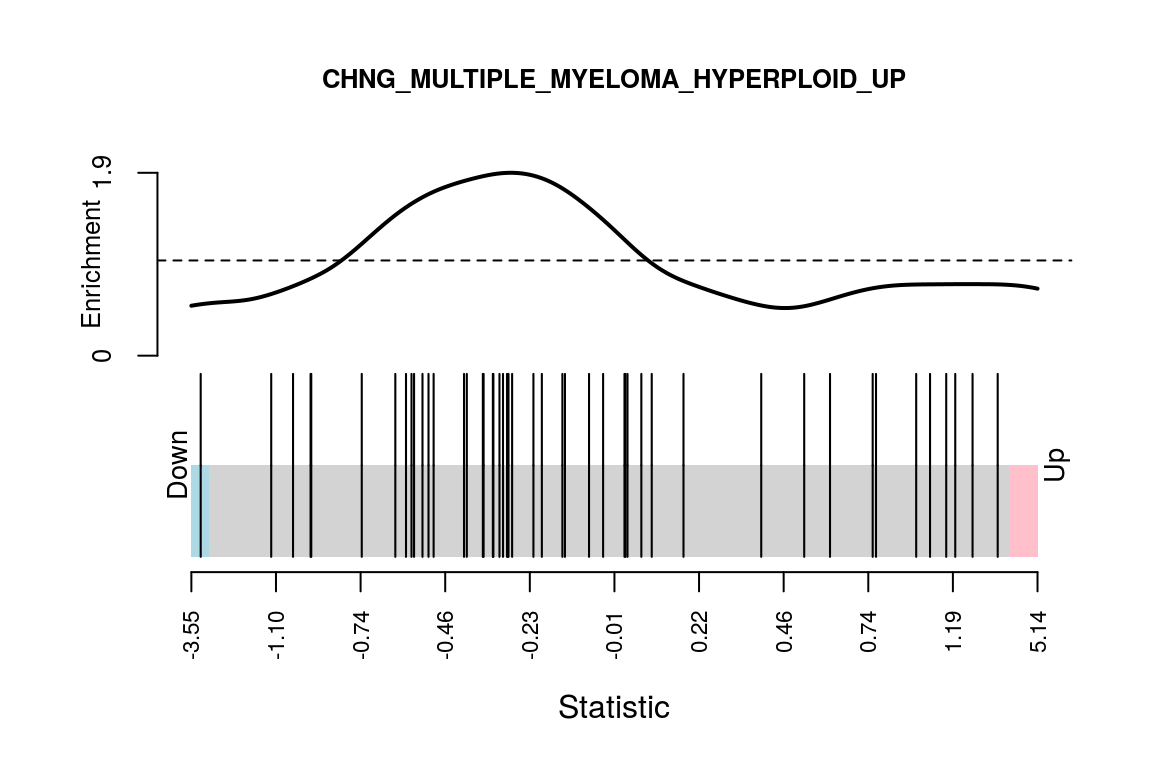 CHNG_MULTIPLE_MYELOMA_HYPERPLOID_UP
Enrichment
1.9
0
Down
Up
-3.55
-1.10
-0.74
-0.46
-0.23
-0.01
0.22
0.46
0.74
1.19
5.14
Statistic